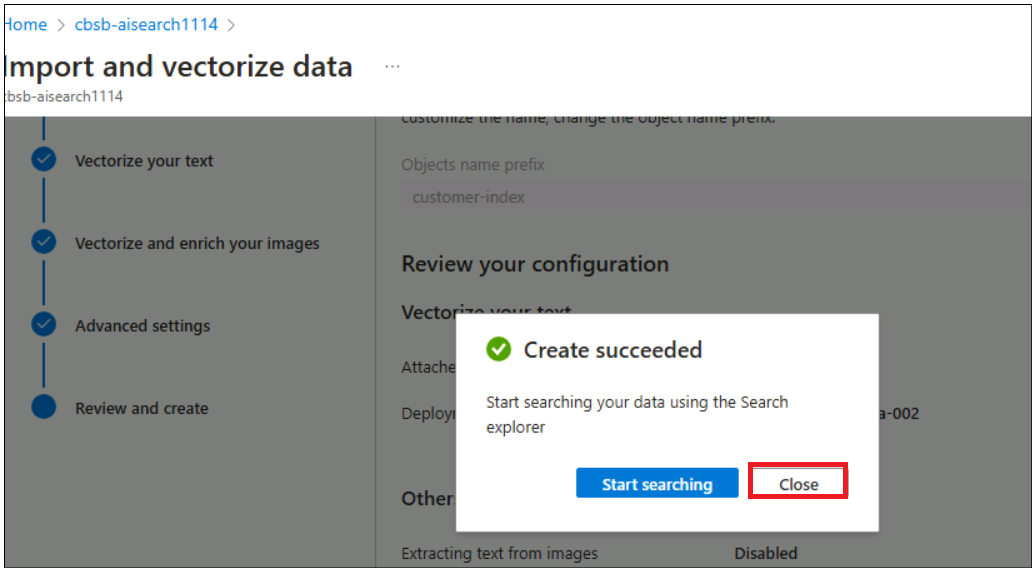 Home > cbsb-aisearch1114 >
Import and vectorize data ...
cbsb-aisearch1114
customize the name, change the object name prefix.
Vectorize your text
Objects name prefix
customer-index
Vectorize and enrich your images
Review your configuration
Vectorize your text
Create succeeded
Advanced settings
Attache
Start searching your data using the Search
explorer
Review and create
Deploy
a-002
Start searching
Close
Other
Extracting text from images
Disabled